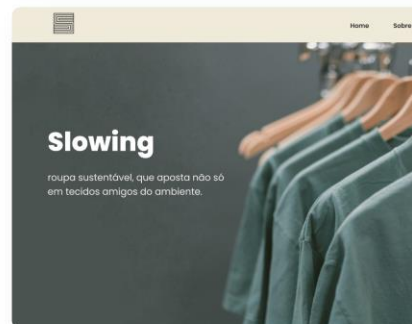 Home Sobre
Slowing
roupa sustentável, que aposta não só
em tecidos amigos do ambiente.